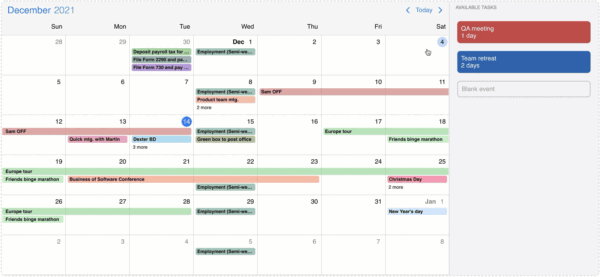 December 2021
Today
AVAILABLE TASKS
Sun Mon Tue Wed Thu Fri Sat
28 29 30 Dec 1 2 3 4
Deposit payroll tax for ...
Employment (Semi-we...
File Form 2290 and pa...
File Form 730 and pay ...
QA meeting
1 day
Team retreat
2 days
Blank event
5 6 7 8 9 10 11
Employment (Semi-we...
Sam OFF
Product team mtg.
2 more
12 13 14 15 16 17 18
Sam OFF
Employment (Semi-we...
Europe tour
Quick mtg. with Martin
Dexter BD
Green box to post office
Friends binge marathon
3 more
19 20 21 22 23 24 25
Europe tour
Friends binge marathon
Business of Software Conference
Christmas Day
Employment (Semi-we...
2 more
26 27 28 29 30 31 Jan 1
Europe tour
Employment (Semi-we...
New Year's day
Friends binge marathon
2 3 4 5 6 7 8
Employment (Semi-we...